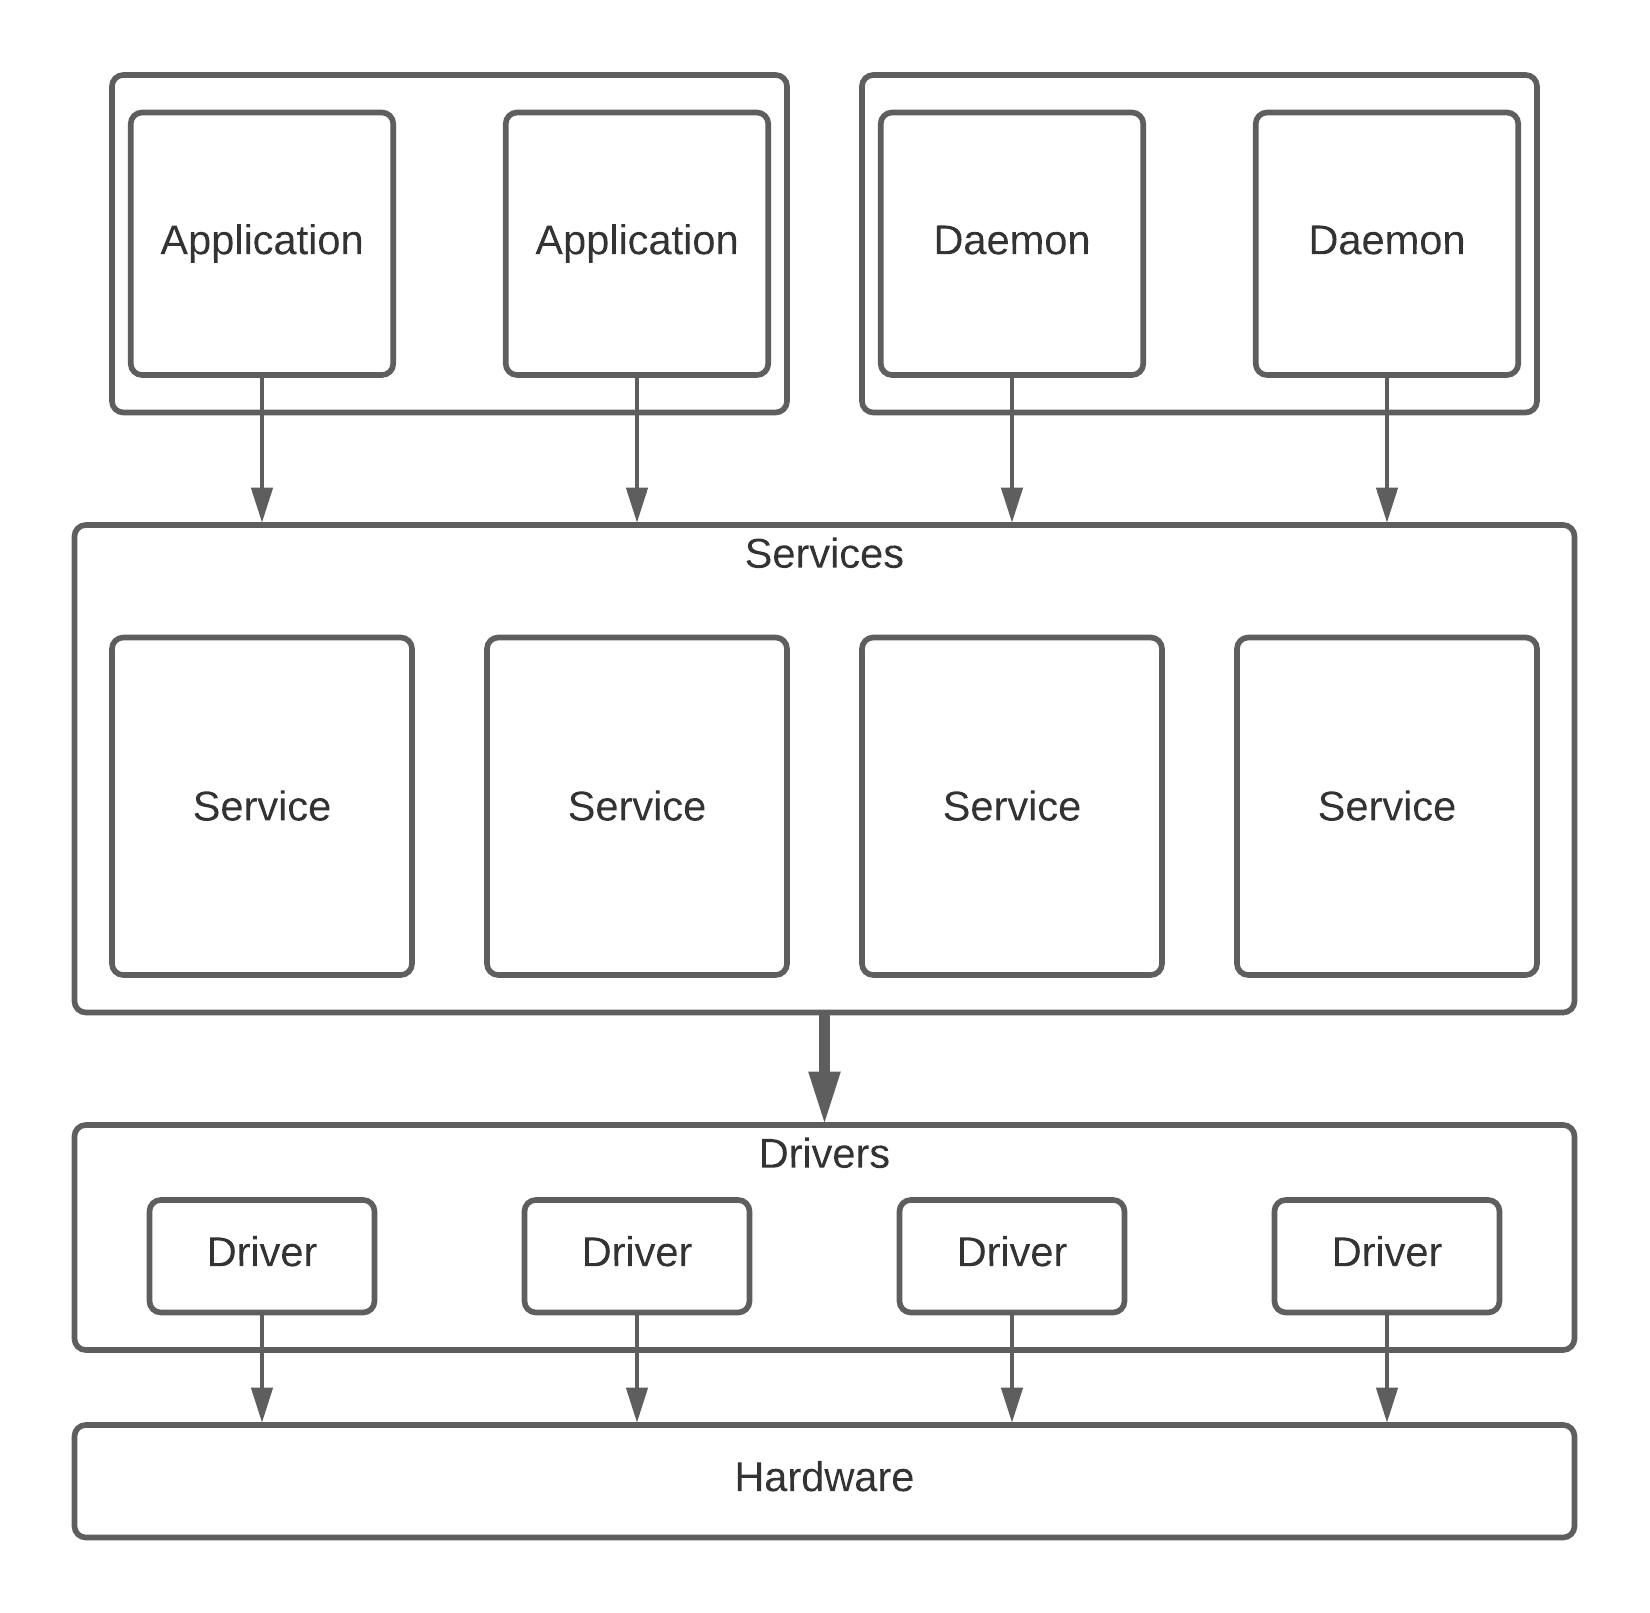 Application
Application
Daemon
Daemon
Services
Service
Service
Service
Service
Drivers
Driver
Driver
Driver
Driver
Hardware